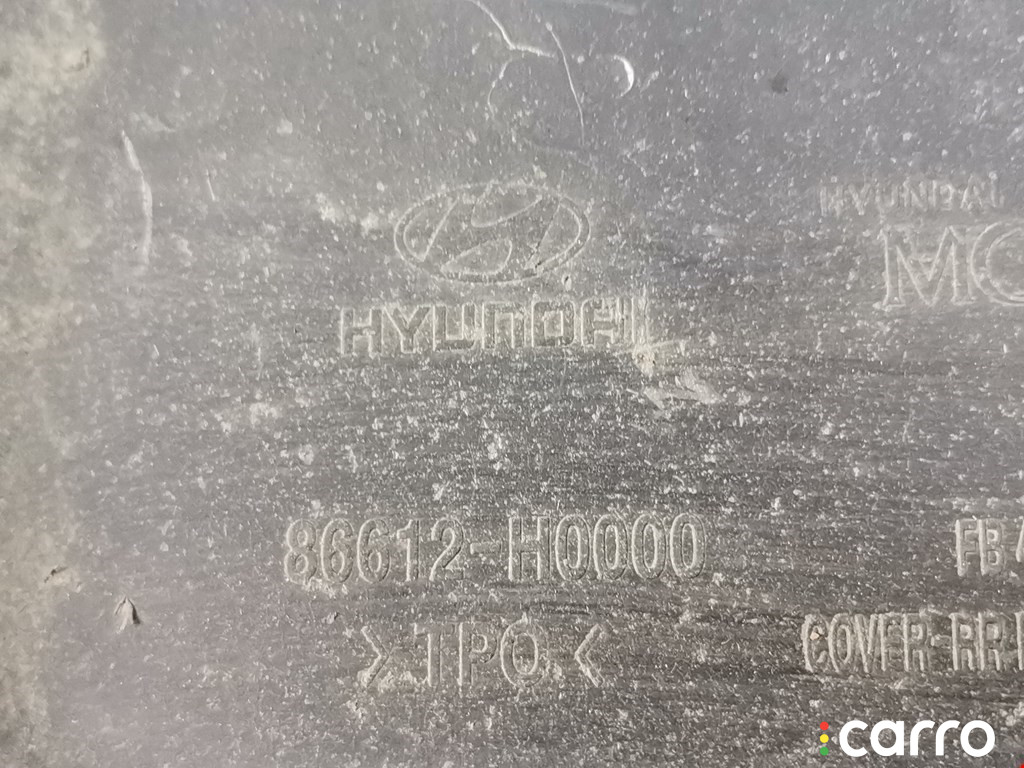 HYUNDAI
HYUNDAI
MO
86612-H0000
FB
>TPO<
COVER-RR
carro